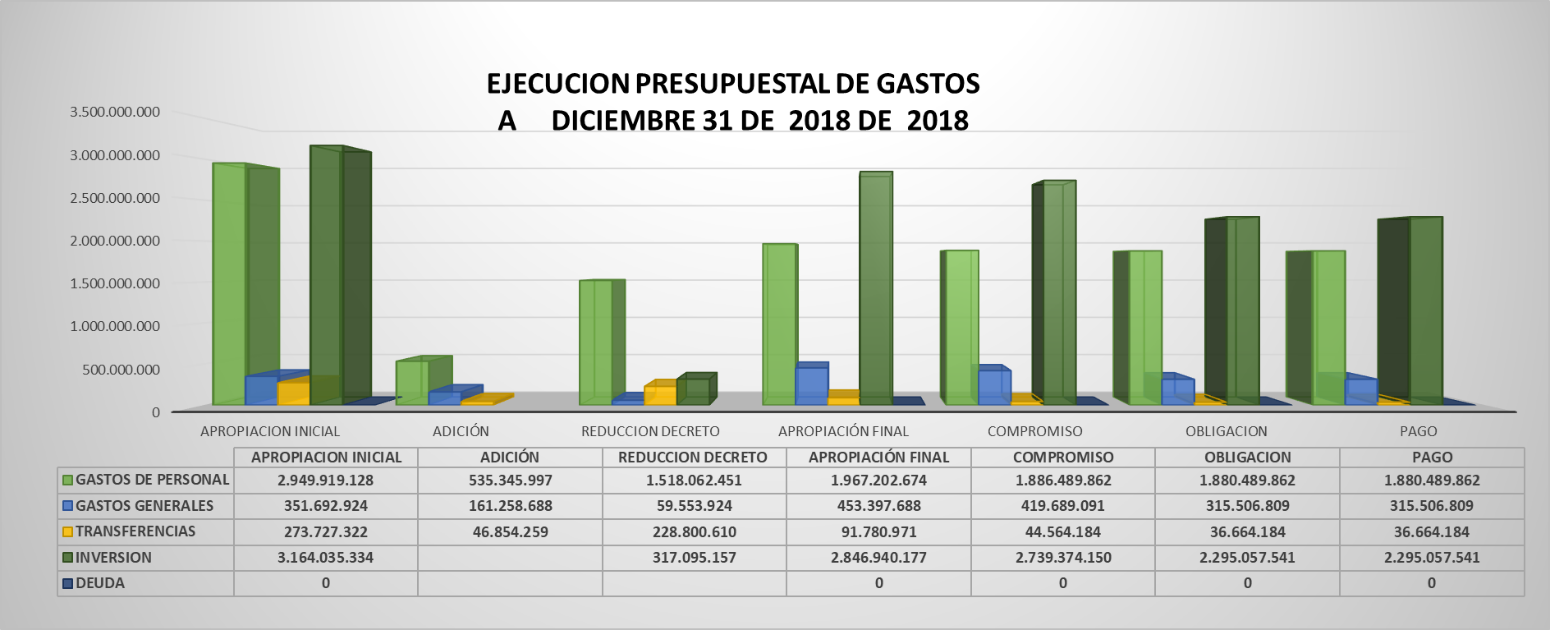 EJECUCION PRESUPUESTAL DE GASTOS
A DICIEMBRE 31 DE 2018 DE 2018
3.500.000.000
3.000.000.000
2.500.000.000
2.000.000.000
1.500.000.000
1.000.000.000
500.000.000
0
APROPIACION INICIAL ADICIÓN REDUCCION DECRETO APROPIACIÓN FINAL COMPROMISO OBLIGACION PAGO
APROPIACION INICIAL ADICIÓN REDUCCION DECRETO APROPIACIÓN FINAL COMPROMISO OBLIGACION PAGO
GASTOS DE PERSONAL 2.949.919.128 535.345.997 1.518.062.451 1.967.202.674 1.886.489.862 1.880.489.862 1.880.489.862
GASTOS GENERALES 351.692.924 161.258.688 59.553.924 453.397.688 419.689.091 315.506.809 315.506.809
TRANSFERENCIAS 273.727.322 46.854.259 228.800.610 91.780.971 44.564.184 36.664.184 36.664.184
INVERSION 3.164.035.334 317.095.157 2.846.940.177 2.739.374.150 2.295.057.541 2.295.057.541
DEUDA 0 0 0 0 0